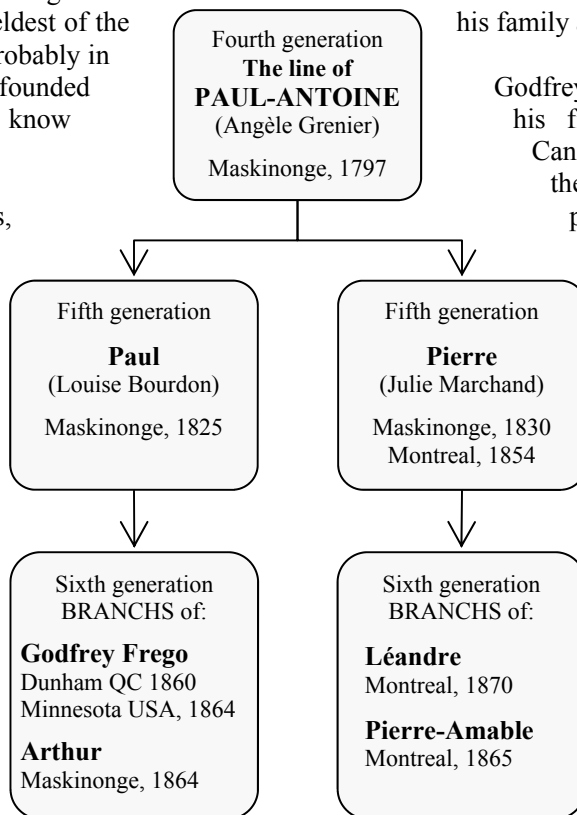 eldest of the
robably in
founded
know
s,
his family
Godfrey
his f
Can
the
p
Fourth generation
The line of
PAUL-ANTOINE
(Angèle Grenier)
Maskinonge, 1797
Fifth generation
Paul
(Louise Bourdon)
Maskinonge, 1825
Fifth generation
Pierre
(Julie Marchand)
Maskinonge, 1830
Montreal, 1854
Sixth generation
BRANCHS of:
Godfrey Frego
Dunham QC 1860
Minnesota USA, 1864
Arthur
Maskinonge, 1864
Sixth generation
BRANCHS of:
Léandre
Montreal, 1870
Pierre-Amable
Montreal, 1865